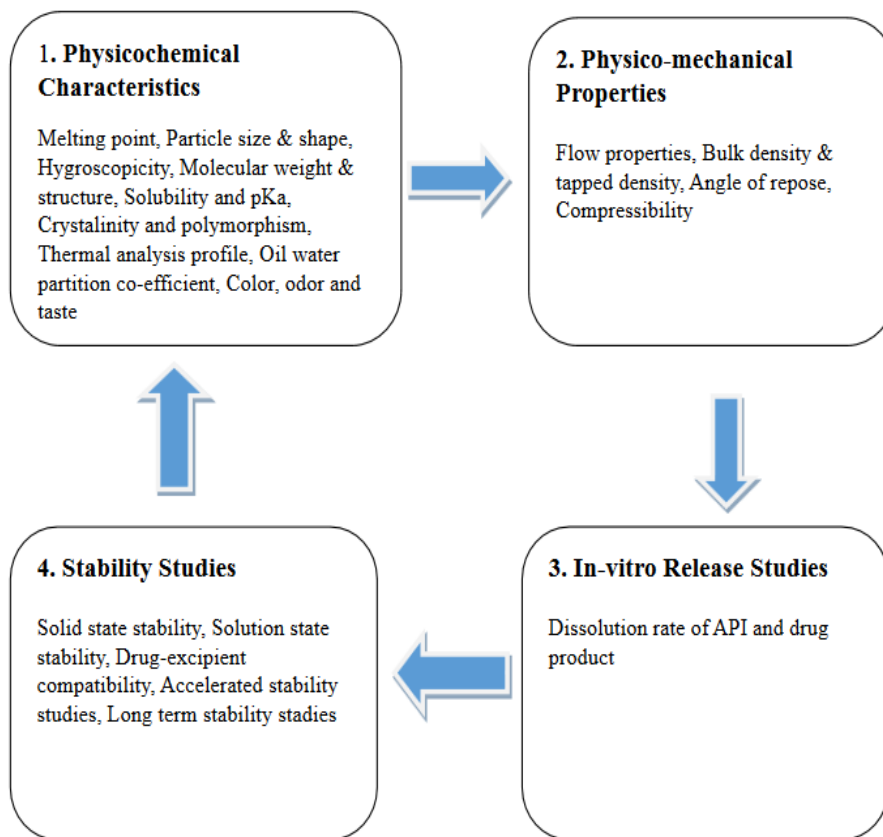 1. Physicochemical
Characteristics
Melting point, Particle size & shape,
Hygroscopicity, Molecular weight &
structure, Solubility and pKa,
Crystalinity and polymorphism,
Thermal analysis profile, Oil water
partition co-efficient, Color, odor and
taste
2. Physico-mechanical
Properties
Flow properties, Bulk density &
tapped density, Angle of repose,
Compressibility
3. In-vitro Release Studies
Dissolution rate of API and drug
product
4. Stability Studies
Solid state stability, Solution state
stability, Drug-excipient
compatibility, Accelerated stability
studies, Long term stability stadies